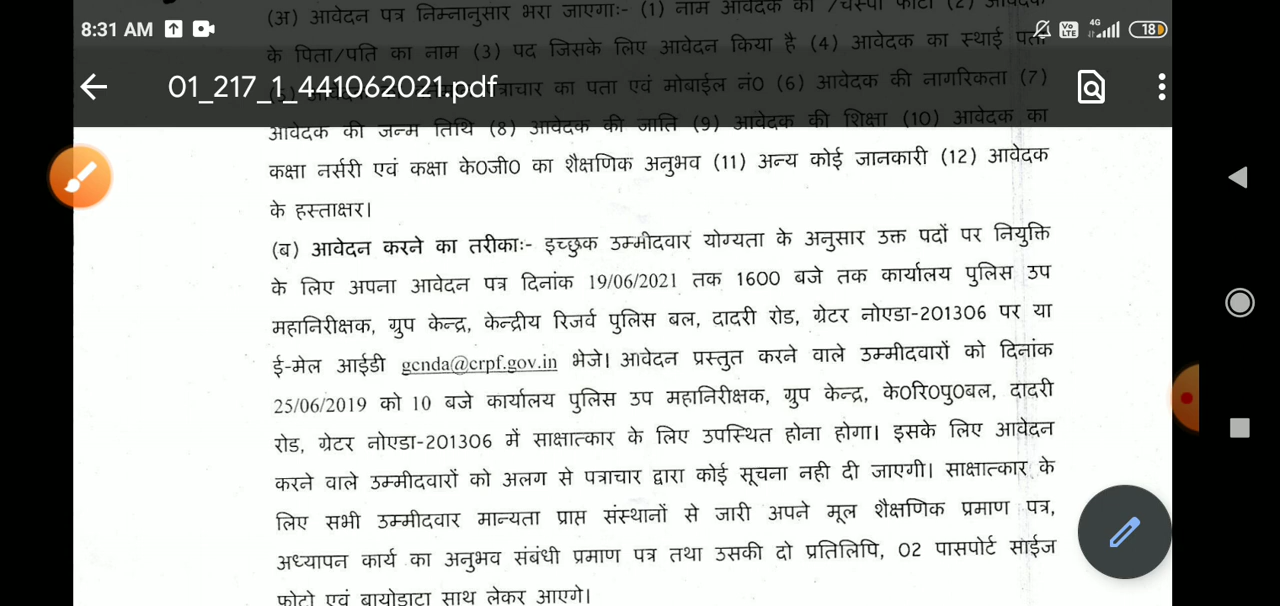 (अ) आवेदन पत्र निम्नानुसार भरा जाएगाः- (1) नाम आवेदक का /चस्पा फोटो (2) आवेदक
8:31 AM
4G
Vo LTE
18
के पिता/पति का नाम (3) पद जिसके लिए आवेदन किया है (4) आवेदक का स्थाई पता
01_217_1_441062021.pdf
(5) पत्राचार का पता एवं मोबाईल नं0 (6) आवेदक की नागरिकता (7)
आवेदक की जन्म तिथि (8) आवेदक की जाति (9) आवेदक की शिक्षा (10) आवेदक का
कक्षा नर्सरी एवं कक्षा के0जी0 का शैक्षणिक अनुभव (11) अन्य कोई जानकारी (12) आवेदक
के हस्ताक्षर।
(ब) आवेदन करने का तरीकाः- इच्छुक उम्मीदवार योग्यता के अनुसार उक्त पदों पर नियुक्ति
के लिए अपना आवेदन पत्र दिनांक 19/06/2021 तक 1600 बजे तक कार्यालय पुलिस उप
महानिरीक्षक, ग्रुप केन्द्र, केन्द्रीय रिजर्व पुलिस बल, दादरी रोड, ग्रेटर नोएडा-201306 पर या
ई-मेल आईडी gcnda@crpf.gov.in भेजे। आवेदन प्रस्तुत करने वाले उम्मीदवारों को दिनांक
25/06/2019 को 10 बजे कार्यालय पुलिस उप महानिरीक्षक, ग्रुप केन्द्र, के0रि0पु0बल, दादरी
रोड, ग्रेटर नोएडा-201306 में साक्षात्कार के लिए उपस्थित होना होगा। इसके लिए आवेदन
करने वाले उम्मीदवारों को अलग से पत्राचार द्वारा कोई सूचना नही दी जाएगी। साक्षात्कार के
लिए सभी उम्मीदवार मान्यता प्राप्त संस्थानों से जारी अपने मूल शैक्षणिक प्रमाण पत्र,
अध्यापन कार्य का अनुभव संबंधी प्रमाण पत्र तथा उसकी दो प्रतिलिपि, 02 पासपोर्ट साईज
फोटो एवं बायोडाटा साथ लेकर आएगे।